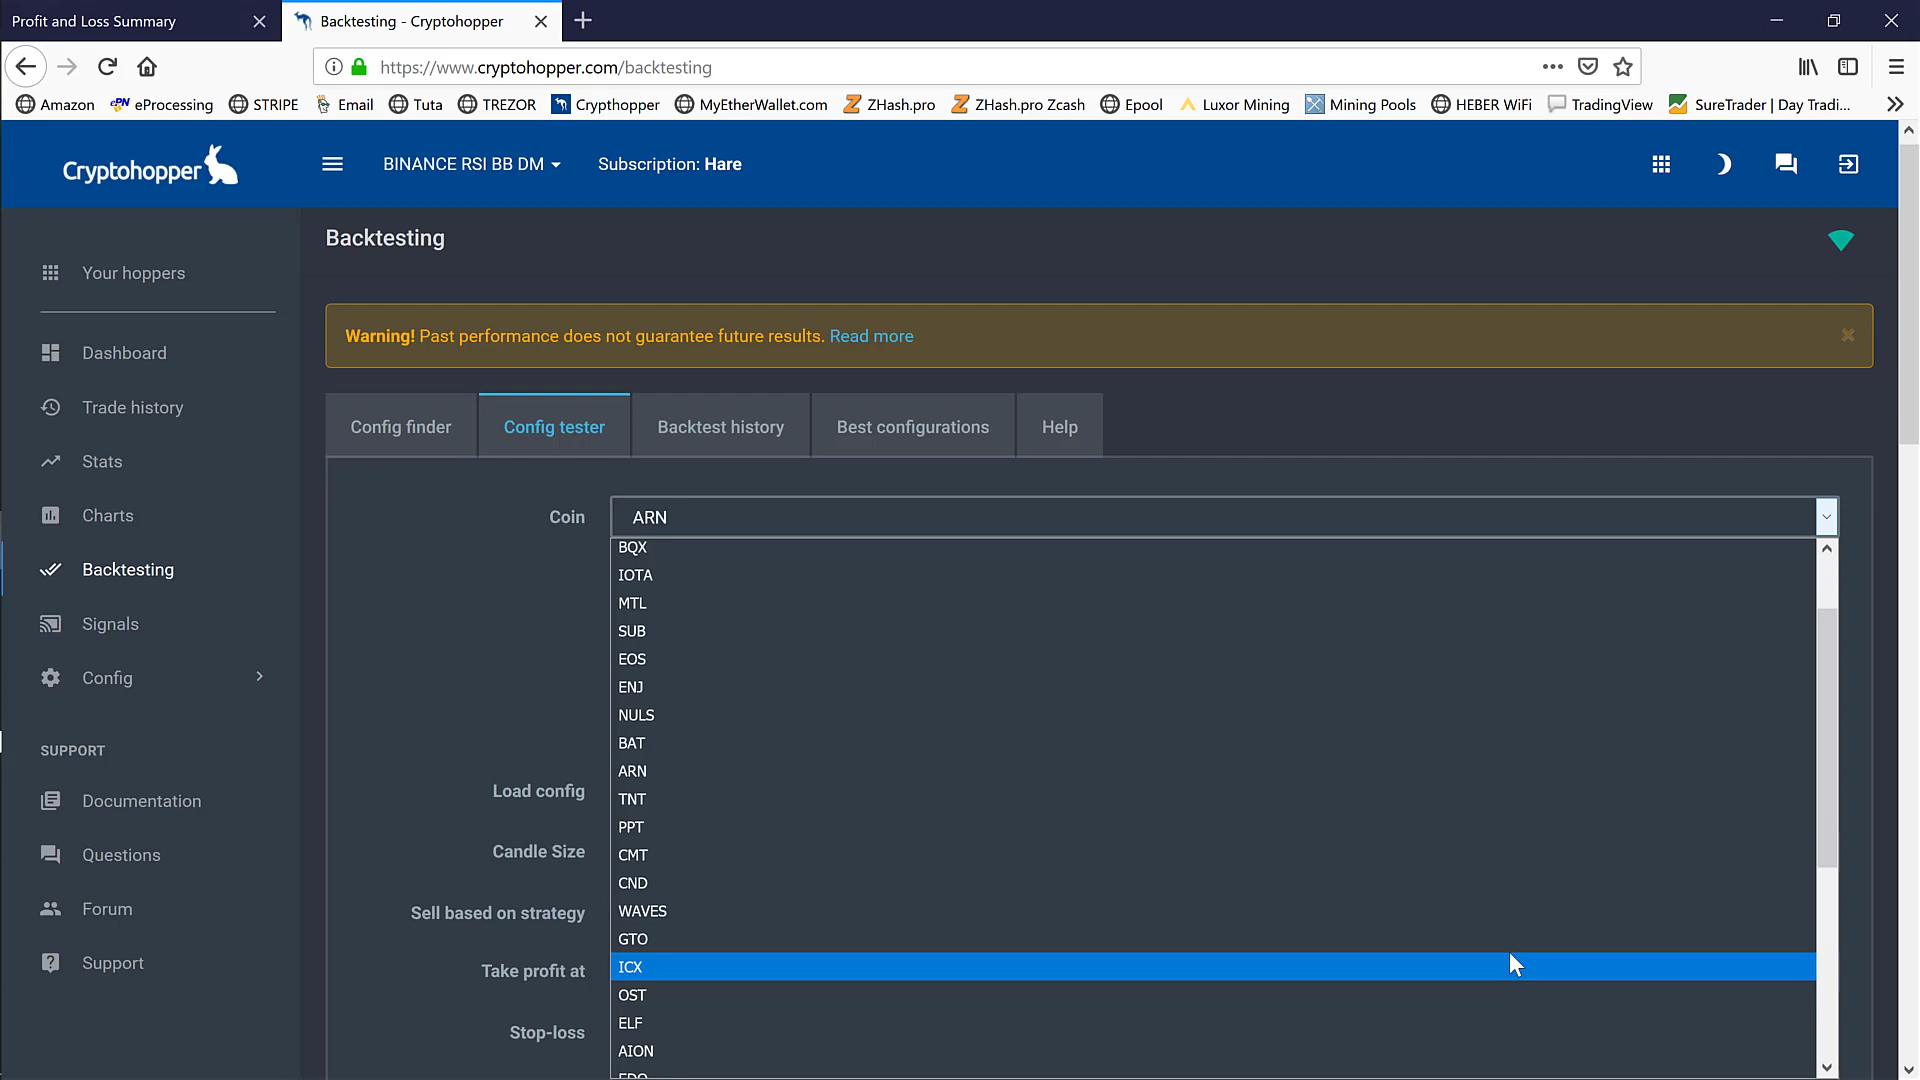 Profit and Loss Summary
Backtesting - Cryptohopper
https://www.cryptohopper.com/backtesting
Amazon ePN eProcessing STRIPE Email Tuta TREZOR Crypthopper MyEtherWallet.com ZHash.pro ZHash.pro Zcash Epool Luxor Mining Mining Pools HEBER WiFi TradingView SureTrader | Day Tradi...
Cryptohopper
BINANCE RSI BB DM
Subscription: Hare
Backtesting
Your hoppers
Warning! Past performance does not guarantee future results. Read more
Dashboard
Trade history
Stats
Charts
Backtesting
Signals
Config
SUPPORT
Documentation
Questions
Forum
Support
Config finder
Config tester
Backtest history
Best configurations
Help
Coin
ARN
BQX
IOTA
MTL
SUB
EOS
ENJ
NULS
BAT
ARN
TNT
PPT
CMT
CND
WAVES
GTO
ICX
OST
ELF
AION
Load config
Candle Size
Sell based on strategy
Take profit at
Stop-loss